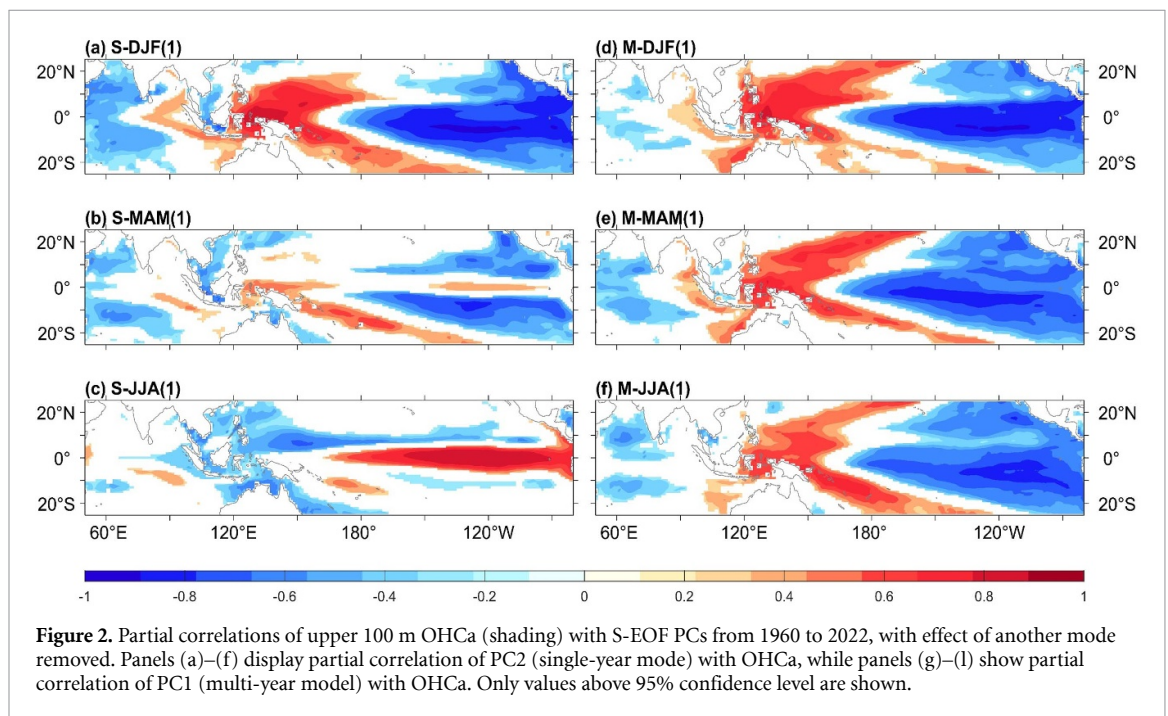 (a) S-DJF(1)
(d) M-DJF(1)
20°N
0°
20°S
20°N
0°
20°S
(b) S-MAM(1)
(e) M-MAM(1)
20°N
0°
20°S
20°N
0°
20°S
(c) S-JJA(1)
(f) M-JJA(1)
20°N
0°
20°S
20°N
0°
20°S
60°E 120°E 180° 120°W
60°E 120°E 180° 120°W
-1 -0.8 -0.6 -0.4 -0.2 0 0.2 0.4 0.6 0.8 1
Figure 2. Partial correlations of upper 100 m OHCa (shading) with S-EOF PCs from 1960 to 2022, with effect of another mode
removed. Panels (a)–(f) display partial correlation of PC2 (single-year mode) with OHCa, while panels (g)–(l) show partial
correlation of PC1 (multi-year model) with OHCa. Only values above 95% confidence level are shown.